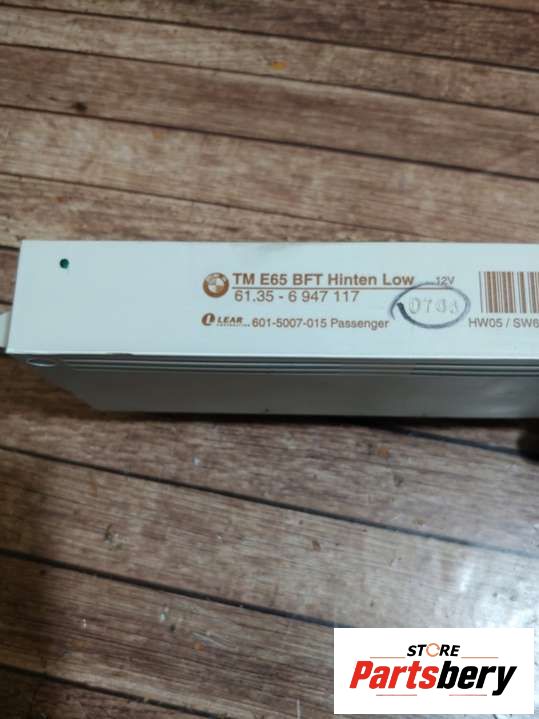 TM E65 BFT Hinten Low 12V
61.35 - 6 947 117
LEAR 601-5007-015 Passenger
HW05 / SW6
STORE
Partsbery